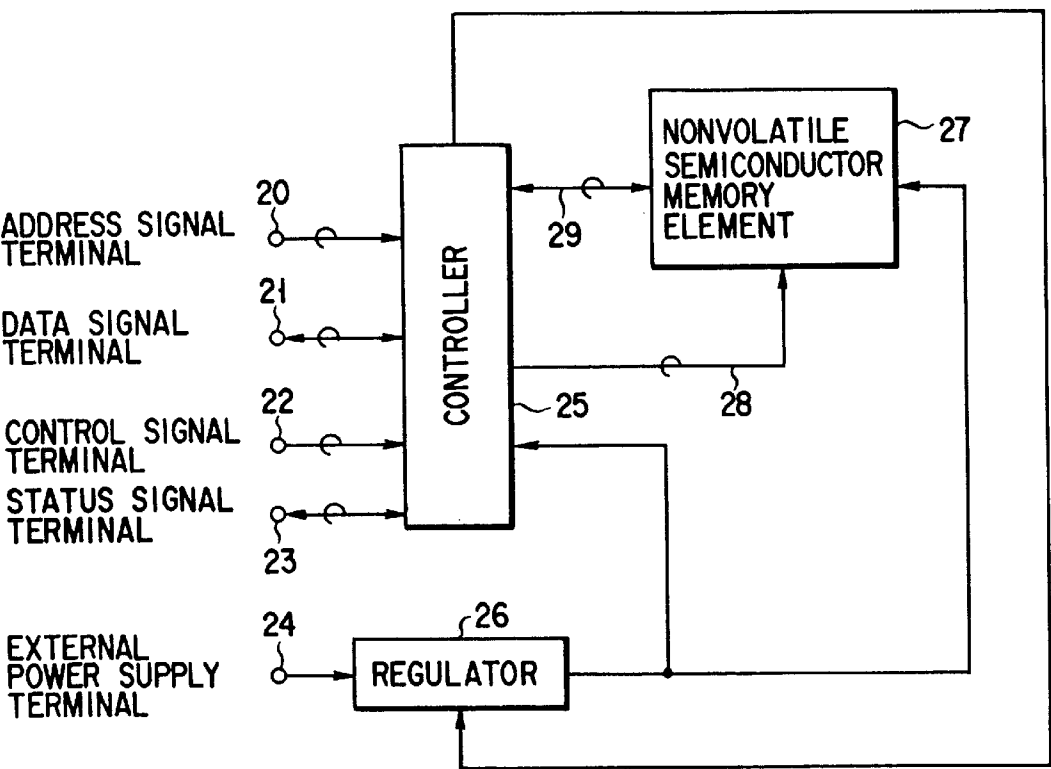 20
ADDRESS SIGNAL
TERMINAL
21
DATA SIGNAL
TERMINAL
22
CONTROL SIGNAL
TERMINAL
STATUS SIGNAL
TERMINAL
23
24
EXTERNAL
POWER SUPPLY
TERMINAL
CONTROLLER
25
26
REGULATOR
NONVOLATILE
SEMICONDUCTOR
MEMORY
ELEMENT
27
29
28